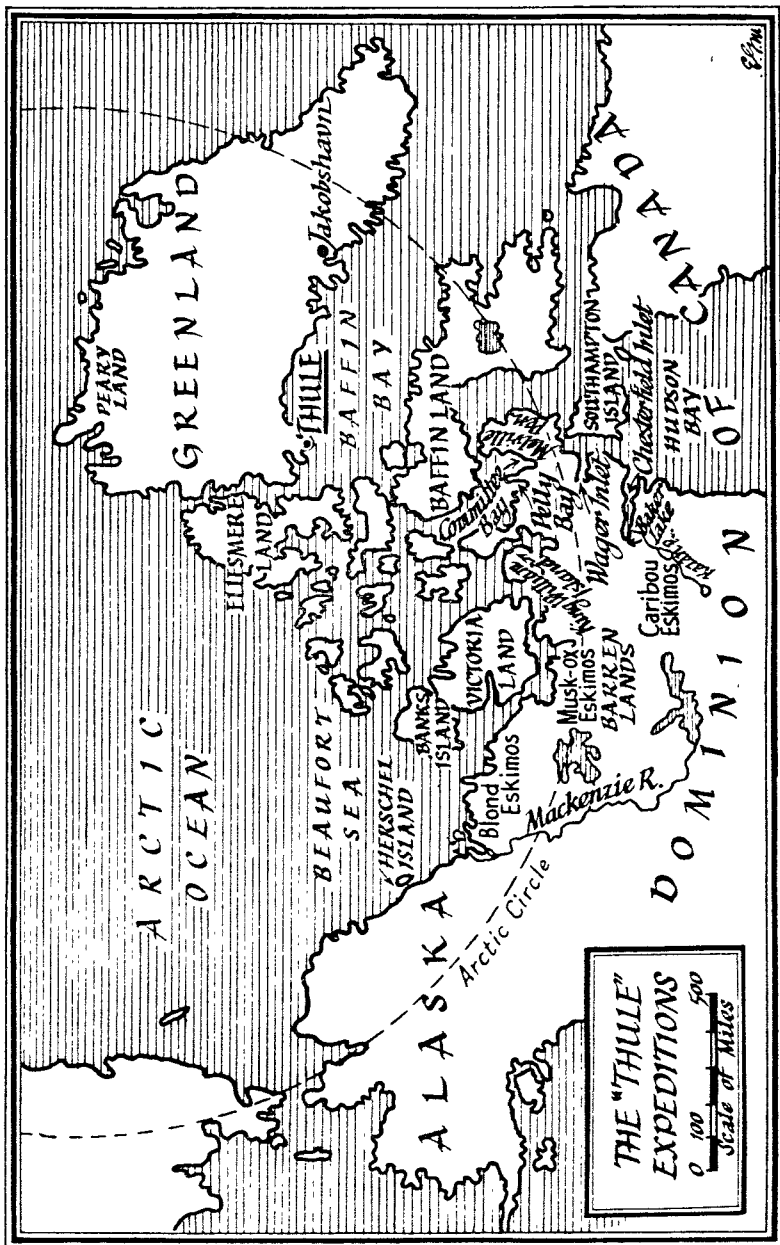 ARCTIC
OCEAN
PEARY
LAND
GREENLAND
ELLESMERE
LAND
THULE
Jakobshavn
BAFFIN
BAY
BEAUFORT
SEA
HERSCHEL
ISLAND
BANKS
ISLAND
VICTORIA
LAND
BAFFIN LAND
Committee
Bay
Melville
Pen.
Pelly
Bay
King William
Island
Blond
Eskimos
Mackenzie R.
Musk-ox
Eskimos
BARREN
LANDS
Wager Inlet
SOUTHAMPTON
ISLAND
Chesterfield Inlet
Baker
Lake
Kazan R.
Caribou
Eskimos
HUDSON
BAY
ALASKA
Arctic Circle
DOMINION
OF
CANADA
THE "THULE"
EXPEDITIONS
0 100 500
Scale of Miles